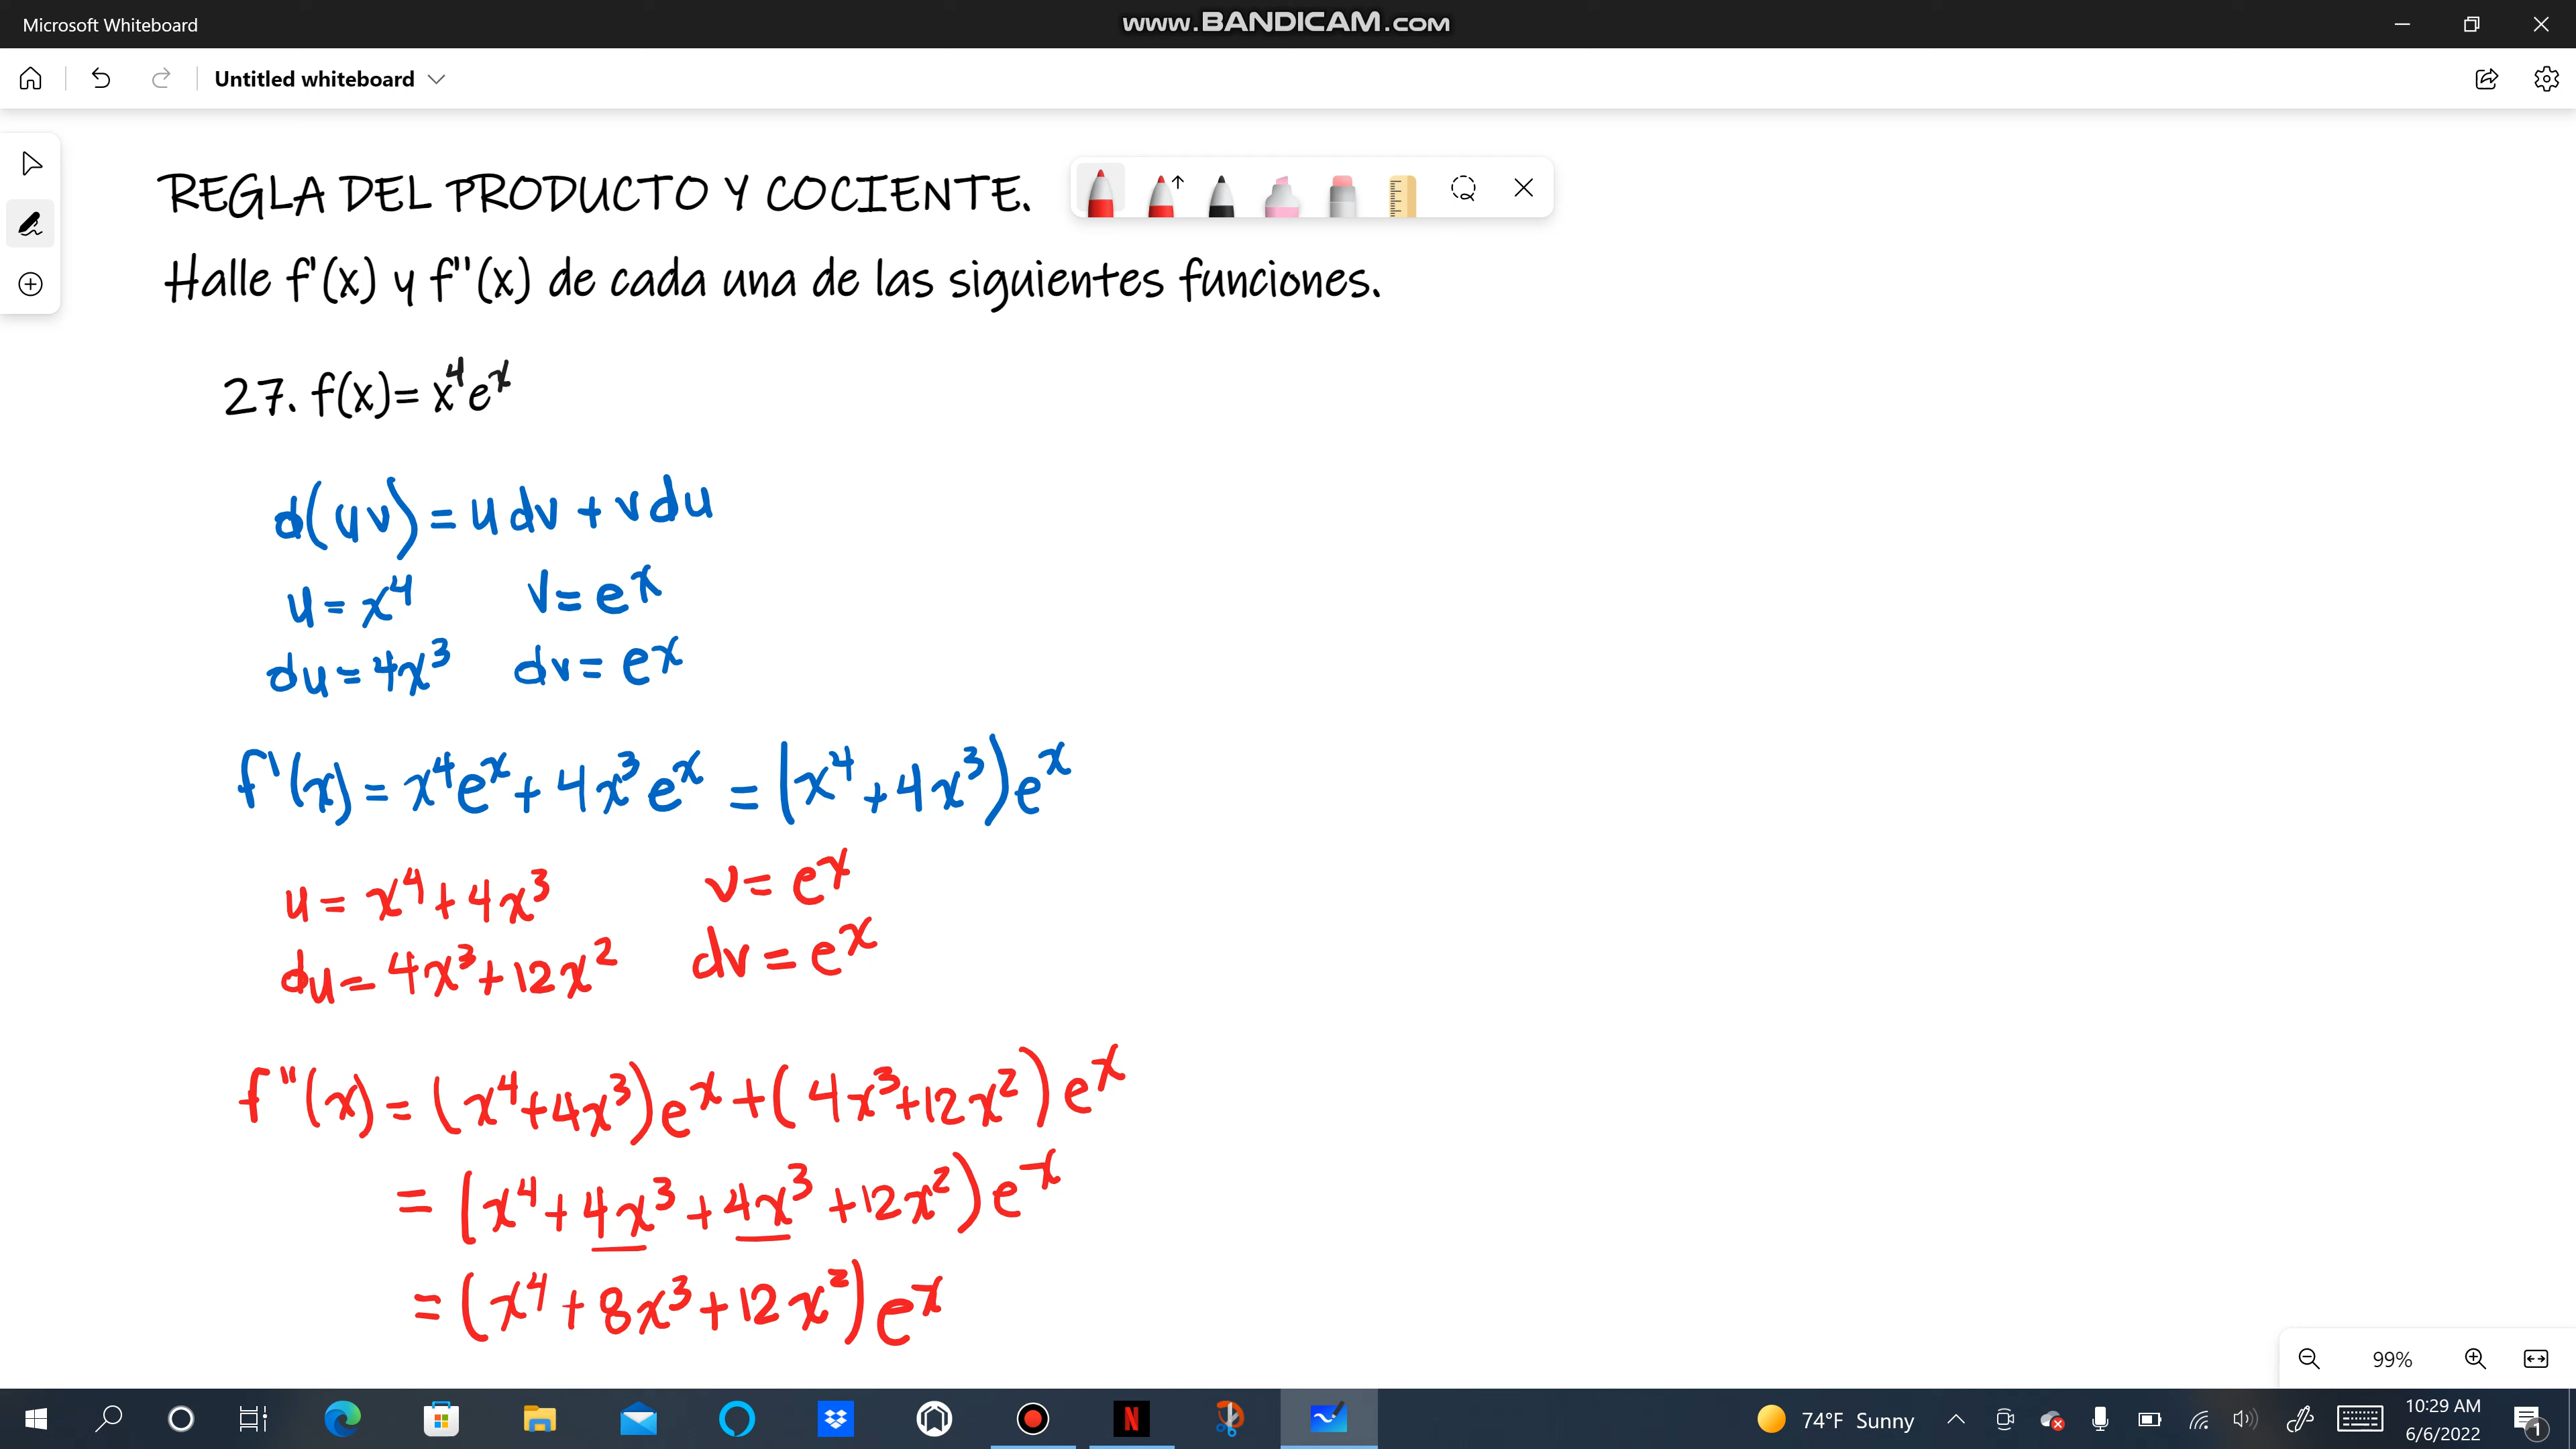 Microsoft Whiteboard
www.BANDICAM.com
Untitled whiteboard
REGLA DEL PRODUCTO Y COCIENTE.
Halle f'(x) y f''(x) de cada una de las siguientes funciones.
27. f(x)= x⁴eˣ
d(uv) = u dv + v du
u = x⁴ v = eˣ
du = 4x³ dv = eˣ
f'(x) = x⁴eˣ + 4x³eˣ = (x⁴ + 4x³)eˣ
u = x⁴ + 4x³ v = eˣ
du = 4x³ + 12x² dv = eˣ
f''(x) = (x⁴+4x³)eˣ + (4x³+12x²)eˣ
= (x⁴ + 4x³ + 4x³ + 12x²)eˣ
= (x⁴ + 8x³ + 12x²)eˣ
99%
N
74°F Sunny
10:29 AM
6/6/2022
1